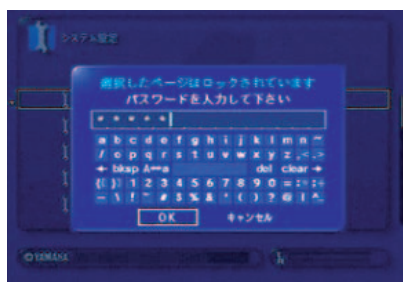 システム設定
選択したページはロックされています
パスワードを入力して下さい
* * * * *
a b c d e f g h i j k l m n ~
/ o p q r s t u v w x y z , < . >
← bksp A↔a del clear →
1 2 3 4 5 6 7 8 9 0
OK キャンセル
©YAMAHA